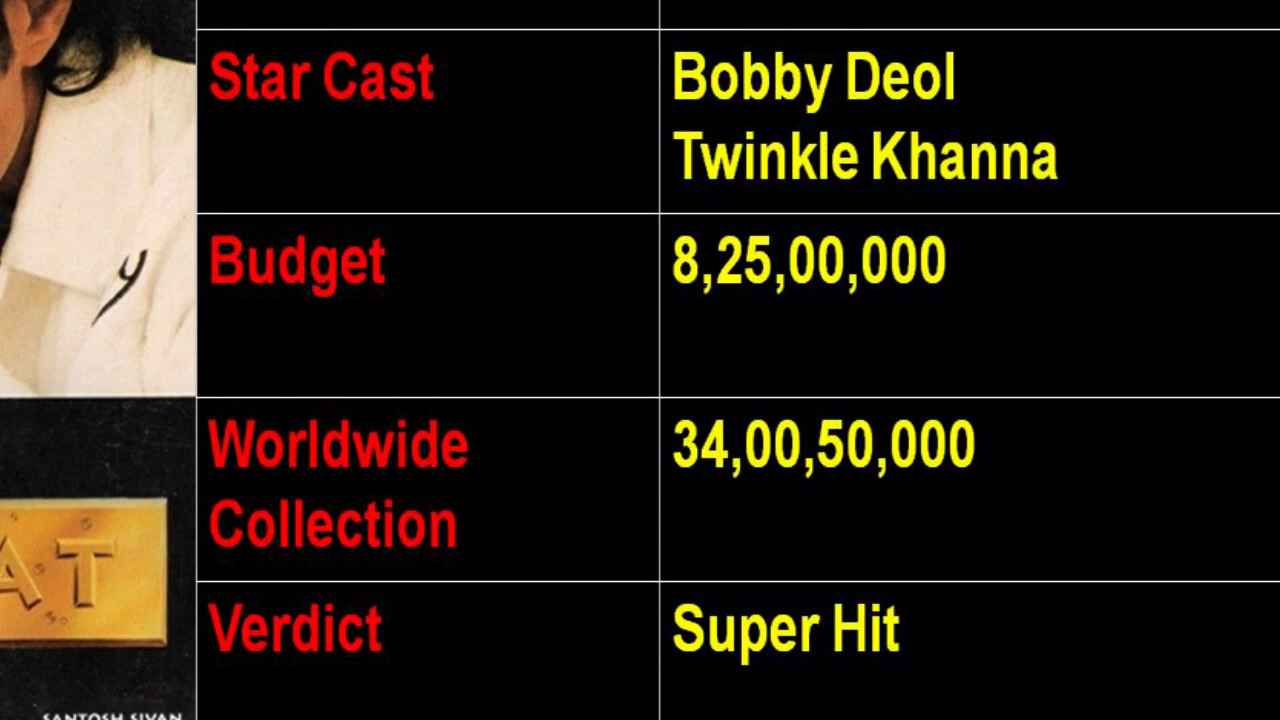 Star Cast
Bobby Deol
Twinkle Khanna
Budget
8,25,00,000
Worldwide
Collection
34,00,50,000
Verdict
Super Hit
AT
SANTOSH SIVAN